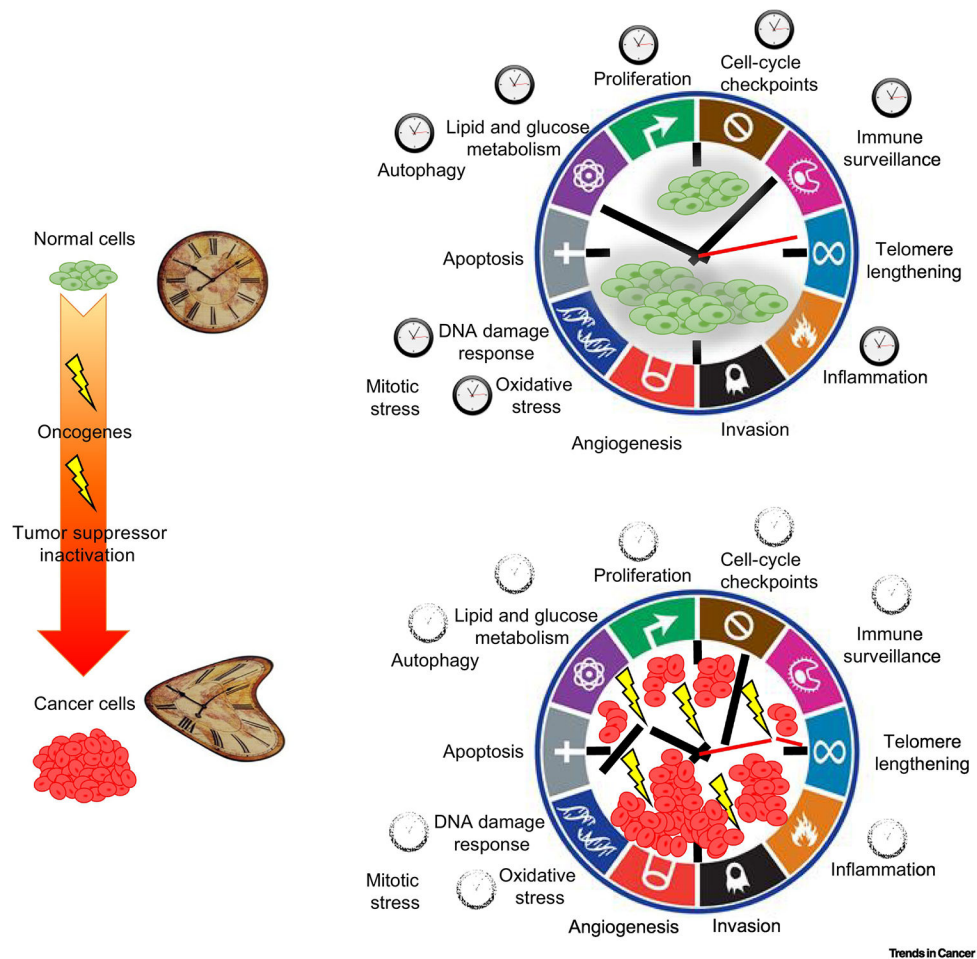 Normal cells
Oncogenes
Tumor suppressor
inactivation
Cancer cells
Proliferation
Cell-cycle
checkpoints
Lipid and glucose
metabolism
Immune
surveillance
Autophagy
Apoptosis
Telomere
lengthening
DNA damage
response
Mitotic
stress
Oxidative
stress
Inflammation
Angiogenesis
Invasion
Proliferation
Cell-cycle
checkpoints
Lipid and glucose
metabolism
Immune
surveillance
Autophagy
Apoptosis
Telomere
lengthening
DNA damage
response
Mitotic
stress
Oxidative
stress
Inflammation
Angiogenesis
Invasion
Trends in Cancer